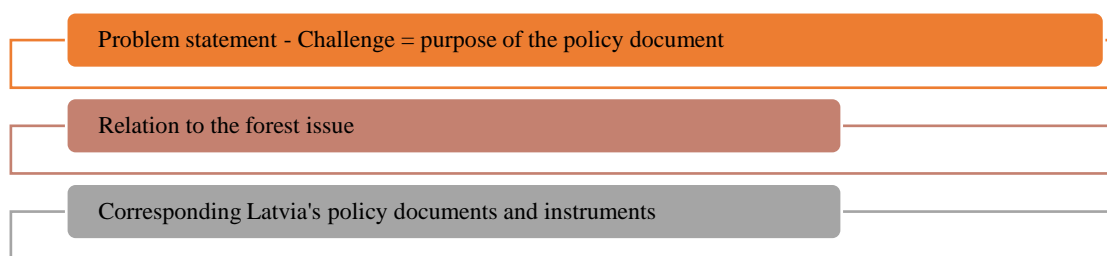 Problem statement - Challenge = purpose of the policy document
Relation to the forest issue
Corresponding Latvia's policy documents and instruments